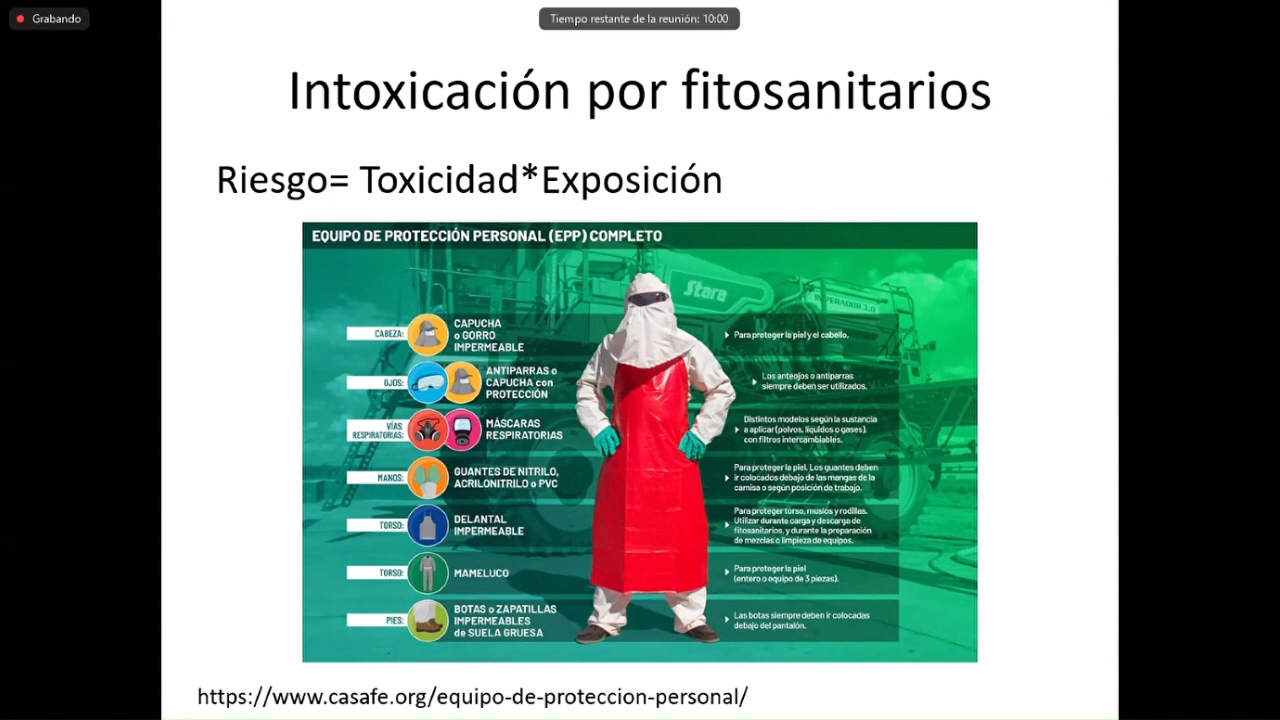 Grabando
Tiempo restante de la reunión: 10:00
Intoxicación por fitosanitarios
Riesgo= Toxicidad*Exposición
EQUIPO DE PROTECCIÓN PERSONAL (EPP) COMPLETO
Stara
IMPERADOR 3.0
CABEZA:
CAPUCHA
o GORRO
IMPERMEABLE
Para proteger la piel y el cabello.
OJOS:
ANTIPARRAS o
CAPUCHA con
PROTECCIÓN
Los anteojos o antiparras
siempre deben ser utilizados.
VÍAS
RESPIRATORIAS:
MÁSCARAS
RESPIRATORIAS
Distintos modelos según la sustancia
a aplicar (polvos, líquidos o gases),
con filtros intercambiables.
MANOS:
GUANTES DE NITRILO,
ACRILONITRILO o PVC
Para proteger la piel. Los guantes deben
ir colocados debajo de las mangas de la
camisa o según posición de trabajo.
TORSO:
DELANTAL
IMPERMEABLE
Para proteger torso, muslos y rodillas.
Utilizar durante carga y descarga de
fitosanitarios, y durante la preparación
de mezclas o limpieza de equipos.
TORSO:
MAMELUCO
Para proteger la piel
(entero o equipo de 3 piezas).
PIES:
BOTAS o ZAPATILLAS
IMPERMEABLES
de SUELA GRUESA
Las botas siempre deben ir colocadas
debajo del pantalón.
https://www.casafe.org/equipo-de-proteccion-personal/